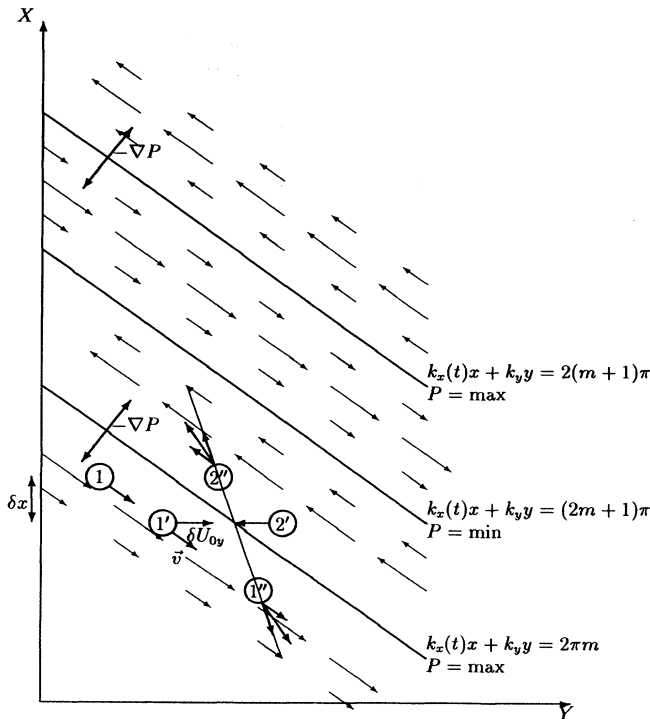 X
−∇P
k_x(t)x + k_y y = 2(m + 1)π
P = max
−∇P
1
2″
δx
1′
δU_{0y}
2′
k_x(t)x + k_y y = (2m + 1)π
P = min
v⃗
1″
k_x(t)x + k_y y = 2πm
P = max
Y